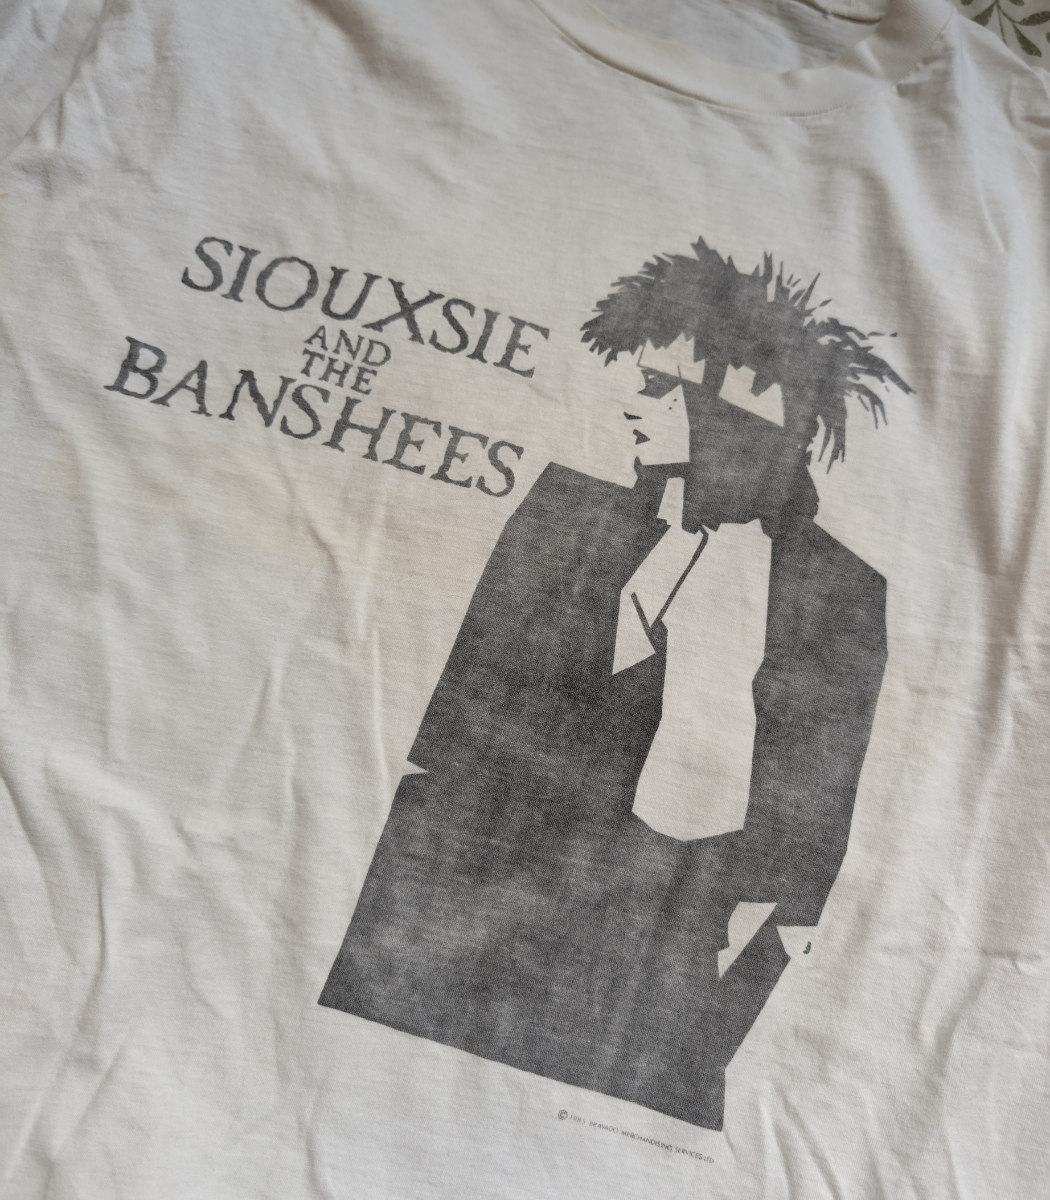 SIOUXSIE
AND
THE
BANSHEES
© MERCHANDISING SERVICES LTD